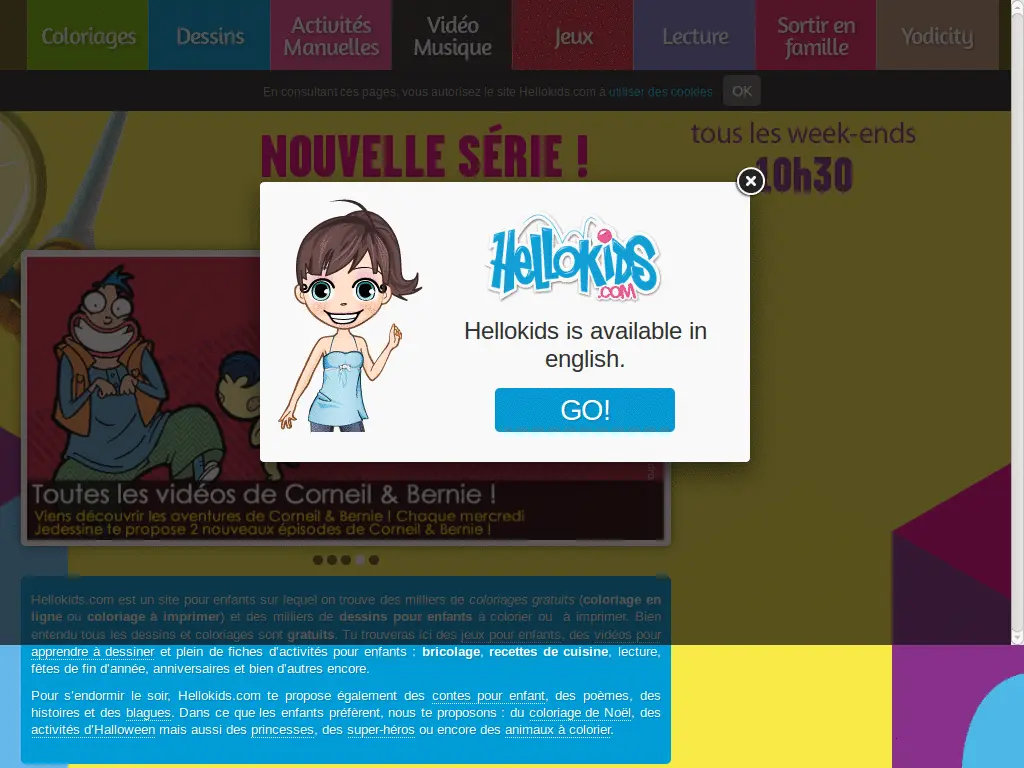 Coloriages
Dessins
Activités
Manuelles
Vidéo
Musique
Jeux
Lecture
Sortir en
famille
Yodicity
En consultant ces pages, vous autorisez le site Hellokids.com à utiliser des cookies OK
NOUVELLE SÉRIE !
tous les week-ends
10h30
HELLOKIDS
.COM
Hellokids is available in
english.
GO!
Toutes les vidéos de Corneil & Bernie !
Viens découvrir les aventures de Corneil & Bernie ! Chaque mercredi
Jedessine te propose 2 nouveaux épisodes de Corneil & Bernie !
Hellokids.com est un site pour enfants sur lequel on trouve des milliers de coloriages gratuits (coloriage en
ligne ou coloriage à imprimer) et des milliers de dessins pour enfants à colorier ou à imprimer. Bien
entendu tous les dessins et coloriages sont gratuits. Tu trouveras ici des jeux pour enfants, des vidéos pour
apprendre à dessiner et plein de fiches d'activités pour enfants : bricolage, recettes de cuisine, lecture,
fêtes de fin d'année, anniversaires et bien d'autres encore.
Pour s'endormir le soir, Hellokids.com te propose également des contes pour enfant, des poèmes, des
histoires et des blagues. Dans ce que les enfants préfèrent, nous te proposons : du coloriage de Noël, des
activités d'Halloween mais aussi des princesses, des super-héros ou encore des animaux à colorier.